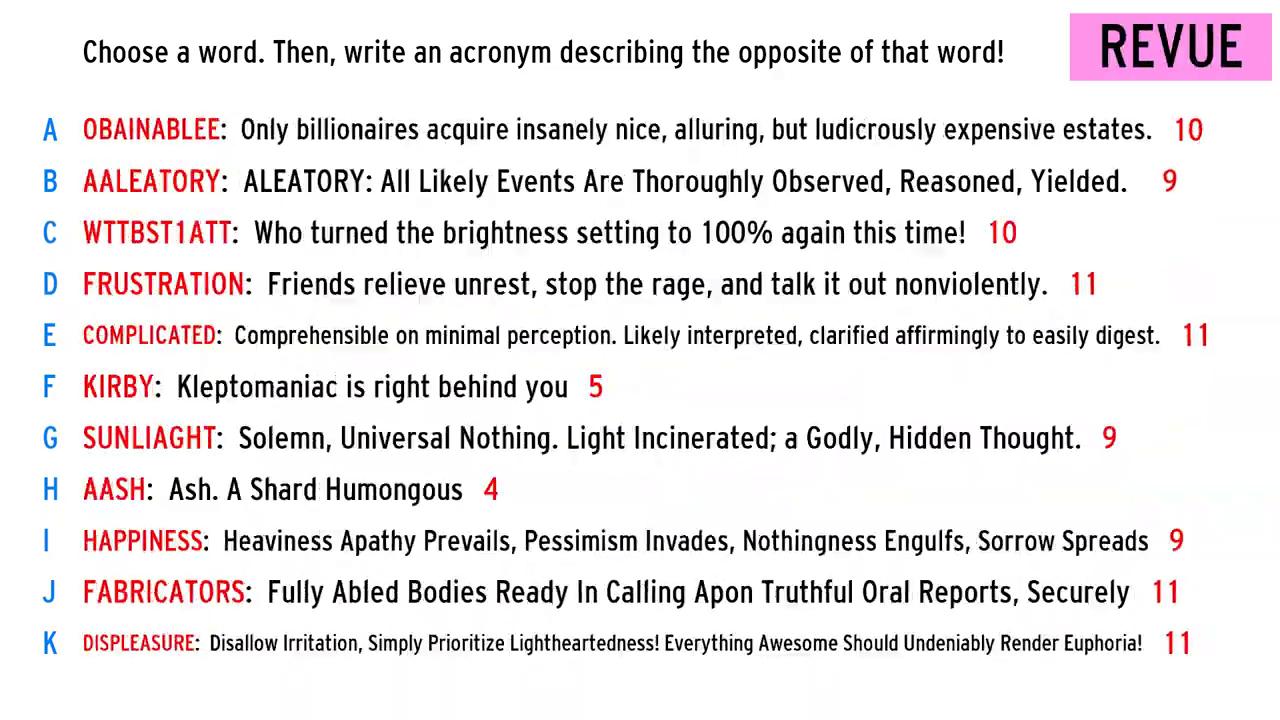 Choose a word. Then, write an acronym describing the opposite of that word!
REVUE
A OBAINABLEE: Only billionaires acquire insanely nice, alluring, but ludicrously expensive estates. 10
B AALEATORY: ALEATORY: All Likely Events Are Thoroughly Observed, Reasoned, Yielded. 9
C WTTBST1ATT: Who turned the brightness setting to 100% again this time! 10
D FRUSTRATION: Friends relieve unrest, stop the rage, and talk it out nonviolently. 11
E COMPLICATED: Comprehensible on minimal perception. Likely interpreted, clarified affirmingly to easily digest. 11
F KIRBY: Kleptomaniac is right behind you 5
G SUNLIAGHT: Solemn, Universal Nothing. Light Incinerated; a Godly, Hidden Thought. 9
H AASH: Ash. A Shard Humongous 4
I HAPPINESS: Heaviness Apathy Prevails, Pessimism Invades, Nothingness Engulfs, Sorrow Spreads 9
J FABRICATORS: Fully Abled Bodies Ready In Calling Apon Truthful Oral Reports, Securely 11
K DISPLEASURE: Disallow Irritation, Simply Prioritize Lightheartedness! Everything Awesome Should Undeniably Render Euphoria! 11